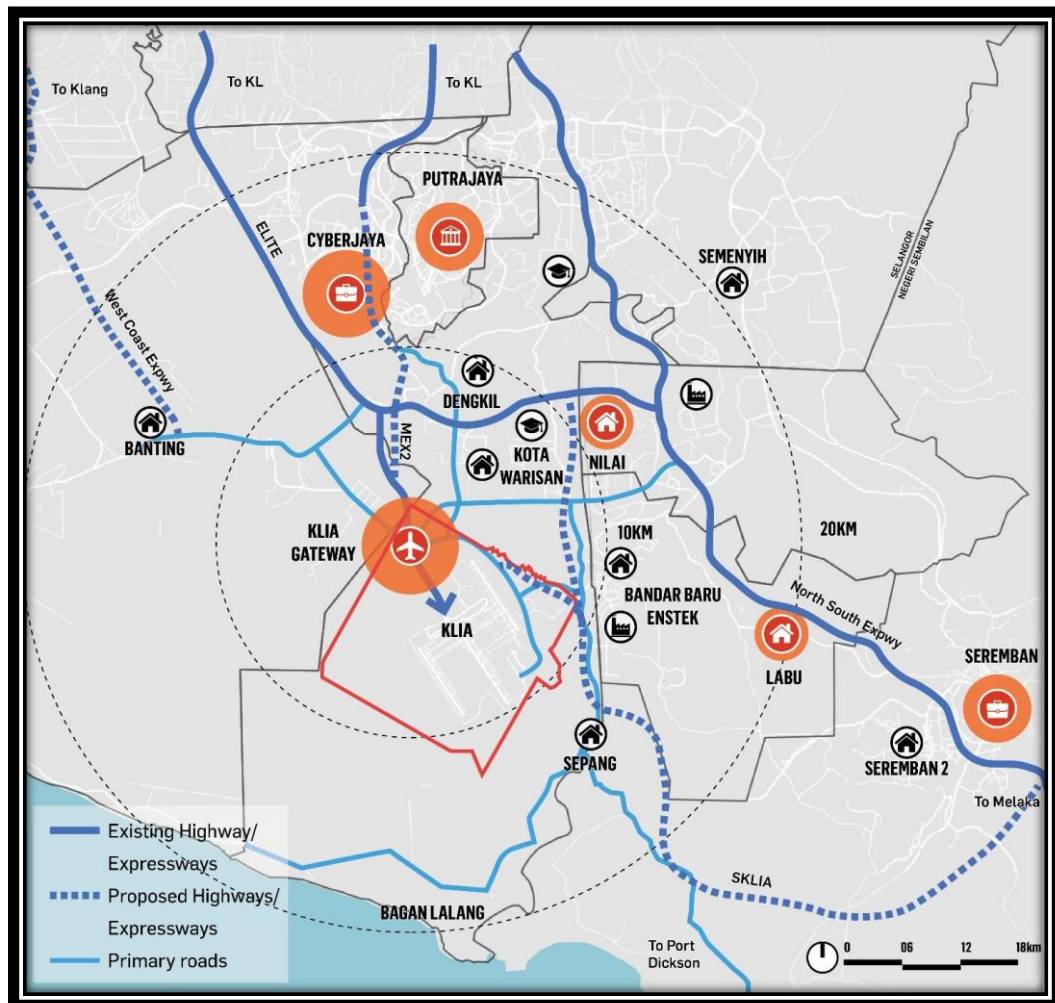 To Klang
To KL
To KL
PUTRAJAYA
CYBERJAYA
ELITE
SEMENYIH
SELANGOR
NEGERI SEMBILAN
West Coast Expwy
DENGKIL
BANTING
MEX2
KOTA
WARISAN
NILAI
KLIA
GATEWAY
10KM
20KM
BANDAR BARU
ENSTEK
KLIA
North South Expwy
LABU
SEREMBAN
SEPANG
SEREMBAN 2
To Melaka
Existing Highway/
Expressways
Proposed Highways/
Expressways
Primary roads
SKLIA
BAGAN LALANG
To Port
Dickson
0 06 12 18km